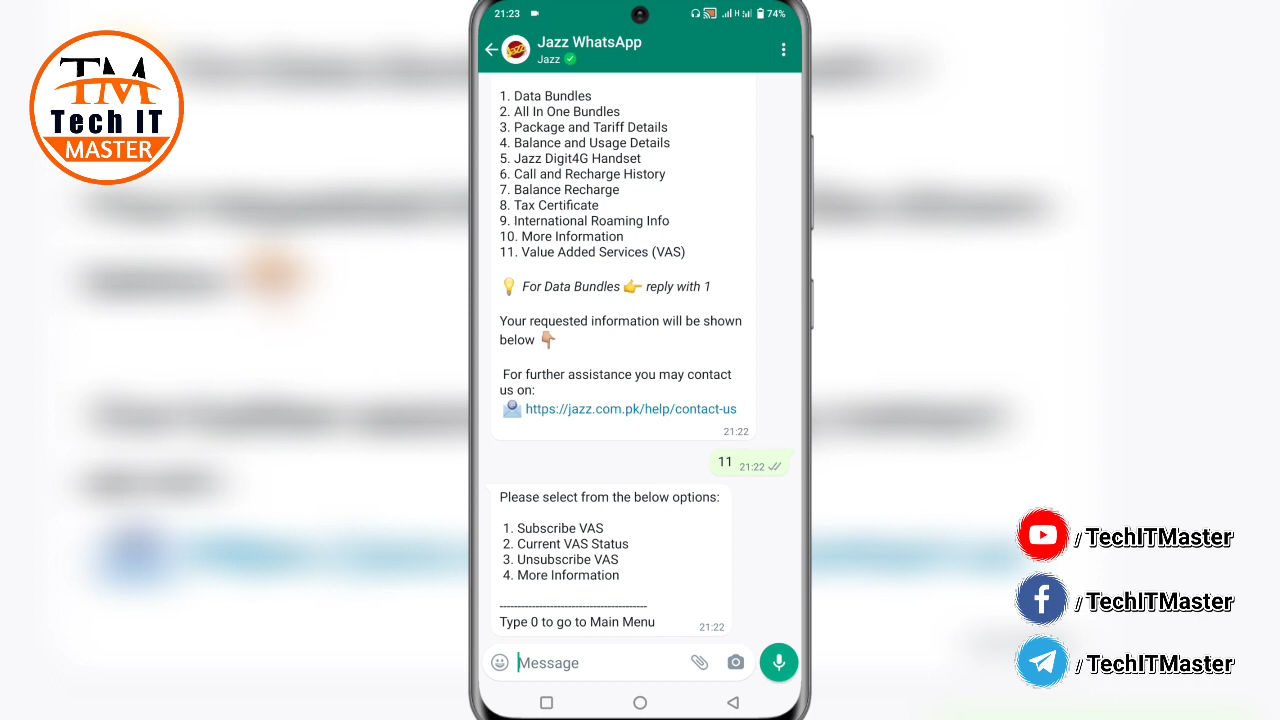 TM
Tech IT
MASTER
21:23
74%
Jazz WhatsApp
Jazz
1. Data Bundles
2. All In One Bundles
3. Package and Tariff Details
4. Balance and Usage Details
5. Jazz Digit4G Handset
6. Call and Recharge History
7. Balance Recharge
8. Tax Certificate
9. International Roaming Info
10. More Information
11. Value Added Services (VAS)
💡 For Data Bundles 👉 reply with 1
Your requested information will be shown
below 👇🏼
For further assistance you may contact
us on:
https://jazz.com.pk/help/contact-us
21:22
11 21:22
Please select from the below options:
1. Subscribe VAS
2. Current VAS Status
3. Unsubscribe VAS
4. More Information
----------------------------------------
Type 0 to go to Main Menu
21:22
Message
/ TechITMaster
/ TechITMaster
/ TechITMaster